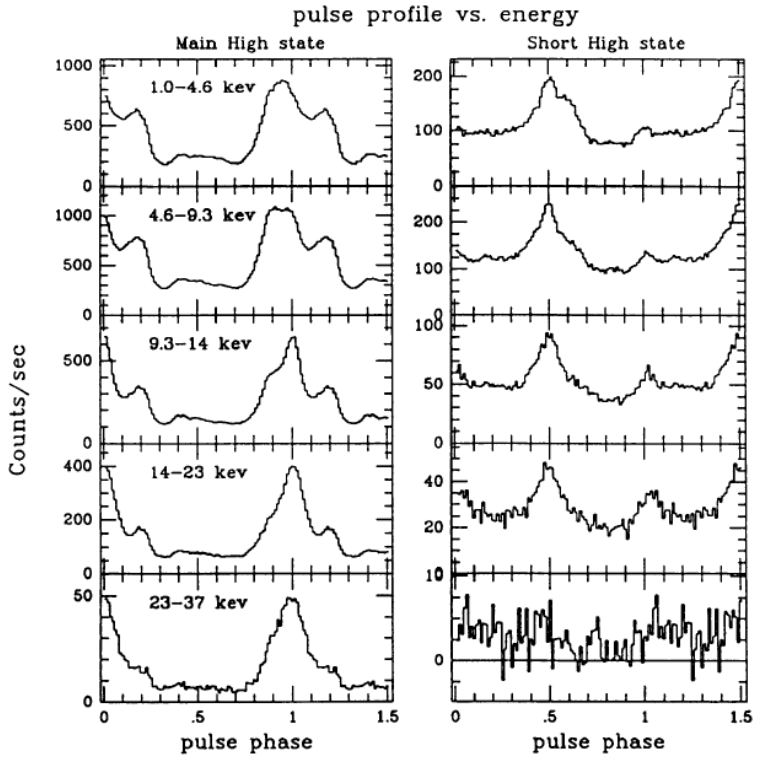 pulse profile vs. energy
Main High state Short High state
1000 1.0-4.6 kev 200
500 100
0 0
1000 4.6-9.3 kev 200
500 100
0 0
9.3-14 kev 100
500 50
0 0
400 14-23 kev 40
200 20
0 0
10
50 23-37 kev
0
0
0 .5 1 1.5 0 .5 1 1.5
pulse phase pulse phase
Counts/sec